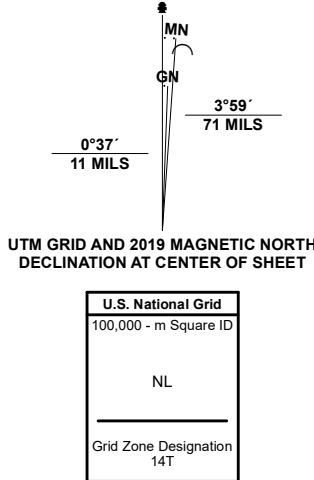 MN
GN
3°59´
71 MILS
0°37´
11 MILS
UTM GRID AND 2019 MAGNETIC NORTH
DECLINATION AT CENTER OF SHEET
U.S. National Grid
100,000 - m Square ID
NL
Grid Zone Designation
14T